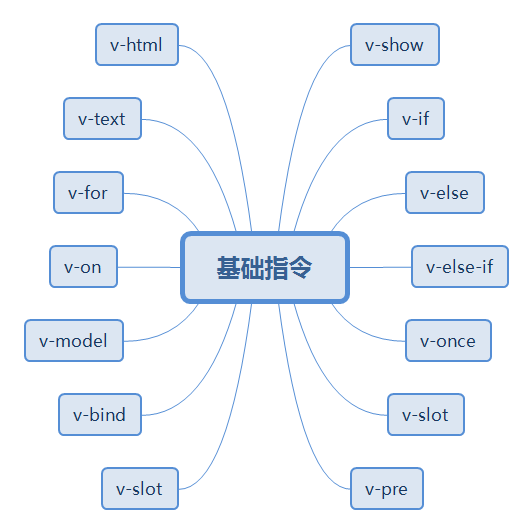 v-html
v-show
v-text
v-if
v-for
v-else
v-on
基础指令
v-else-if
v-model
v-once
v-bind
v-slot
v-slot
v-pre